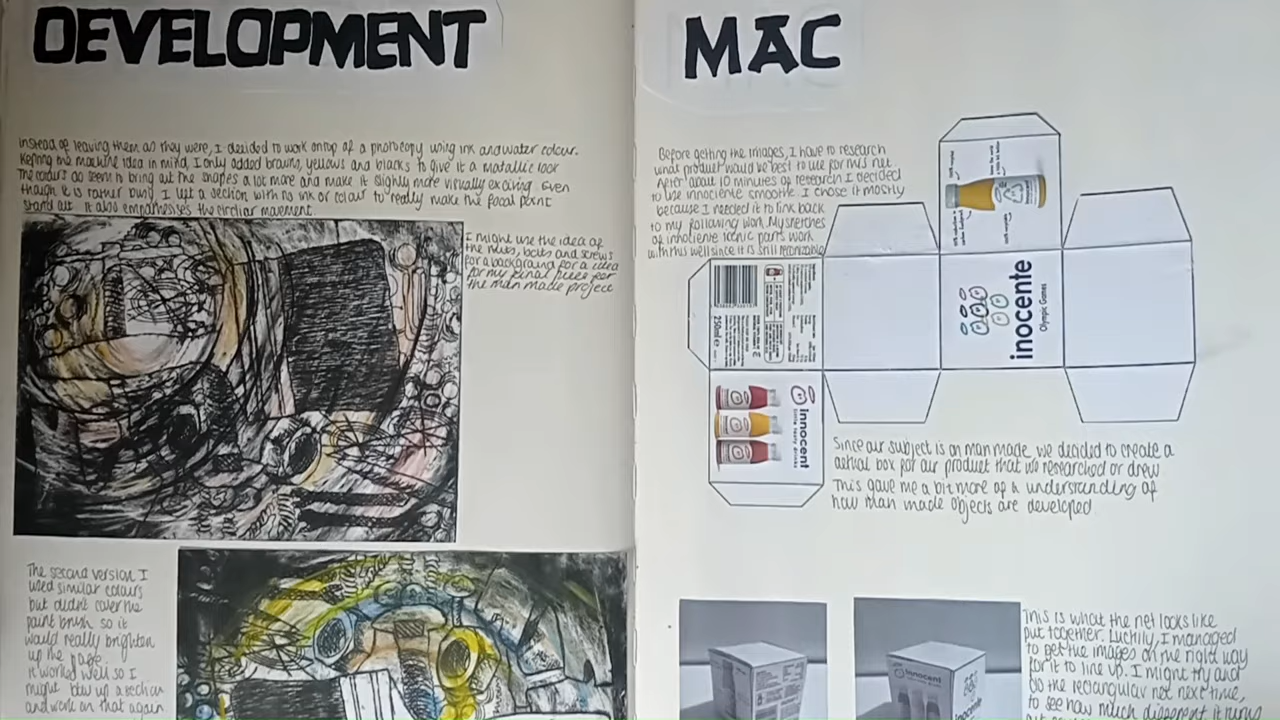 DEVELOPMENT
Instead of leaving them as they were, I decided to work ontop of a photocopy using ink and water colour.
Keping the machine idea in mind, I only added browns, yellows and blacks to give it a matallic look
The colours do seem to bring out the shapes a lot more and make it slighly more visually exciting. Even
though it is rather busy, I left a section with no ink or colour to really make the focal point
stand out. It also emphasises the circlar movement.
I might use the idea of
the nuts, bolts and screws
for a background for a idea
for my final piece for
the man made project
The second version I
used similar colours
but didnt cover the
paint brush so it
would really brighten
up the page.
it worked well so I
might blow up a section
and work on that again
MAC
Before getting the images, I have to research
what product would be best to use for this net
After about 10 minutes of research I decided
to use innociente smoothie. I chose it mostly
because I needed it to link back
to my following work. My sketches
of iconic parts work
with this well since it is still
inocente
Olympic Games
250ml e
innocent
little tasty drinks
Since our subject is on man made, we decided to create a
actual box for our product that we researched or drew
This gave me a bit more of a understanding of
how man made objects are developed
This is what the net looks like
put together. Luckily, I managed
to get the images on the right way
for it to line up. I might try and
do the rectangular net next time,
to see how much different it turns
innocent